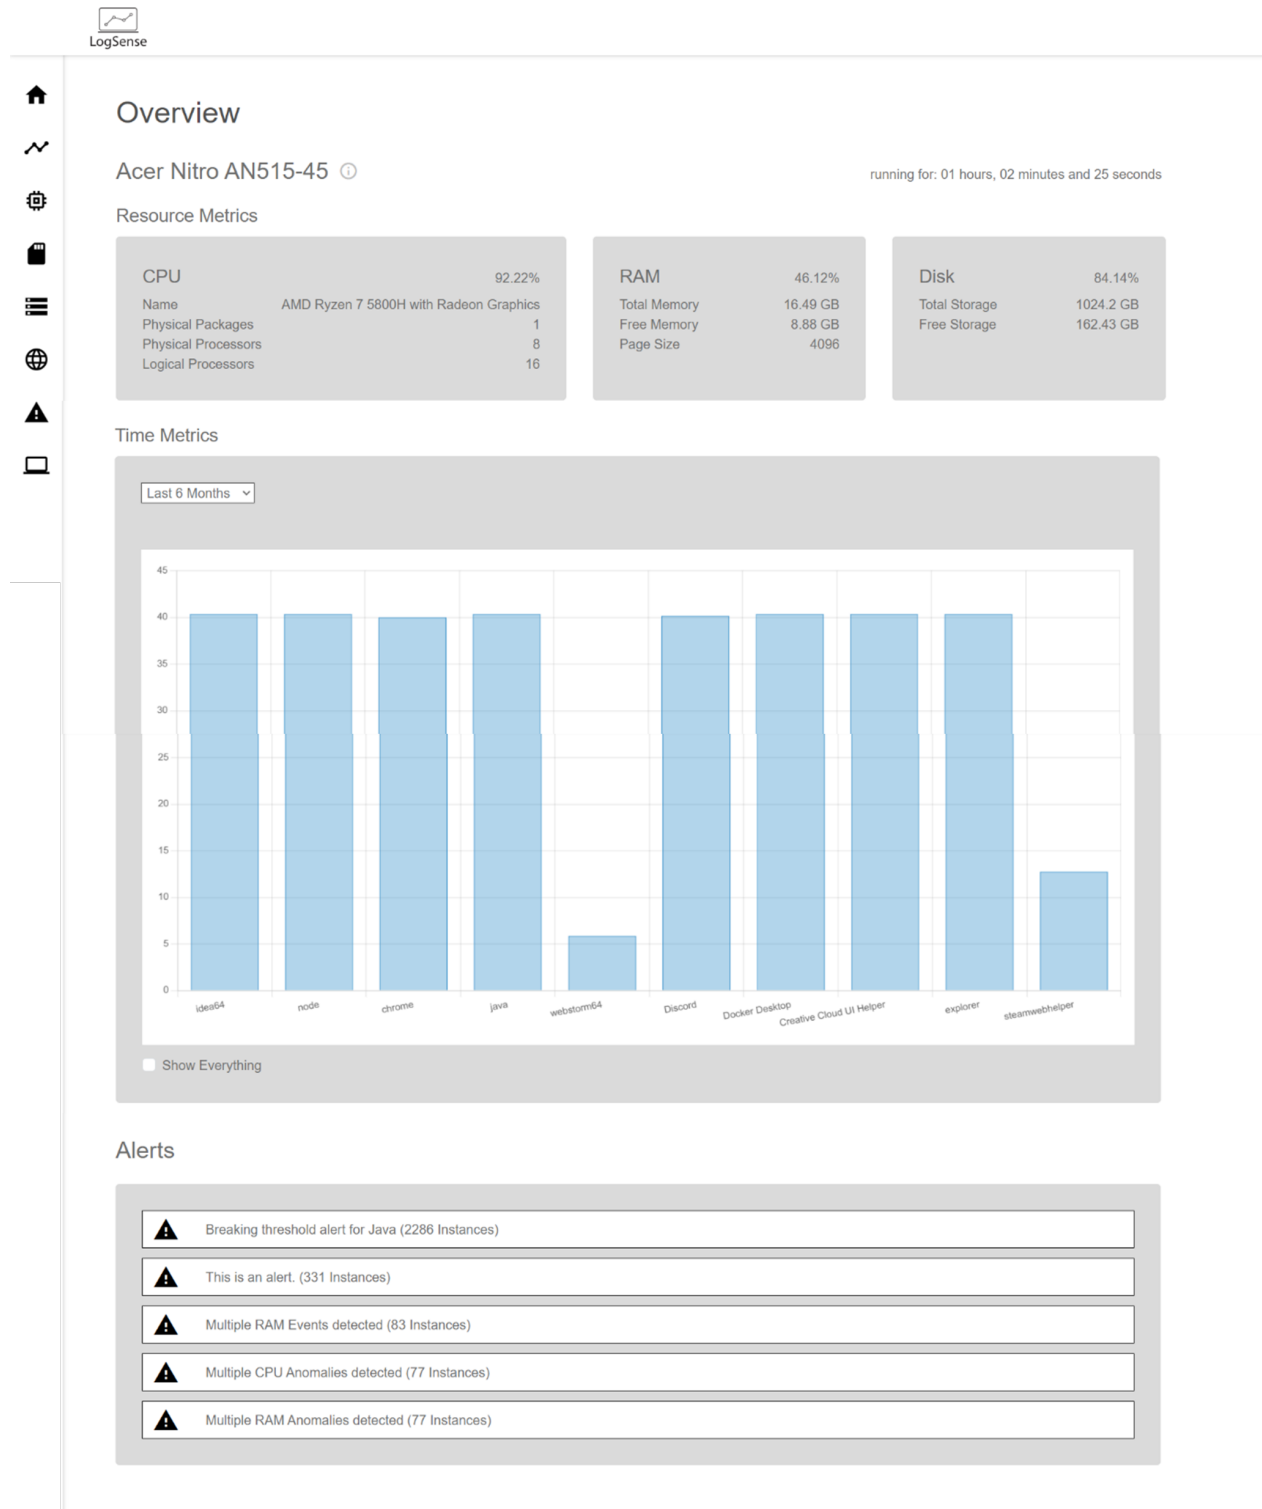 LogSense
Overview
Acer Nitro AN515-45
running for: 01 hours, 02 minutes and 25 seconds
Resource Metrics
CPU 92.22%
Name AMD Ryzen 7 5800H with Radeon Graphics
Physical Packages 1
Physical Processors 8
Logical Processors 16
RAM 46.12%
Total Memory 16.49 GB
Free Memory 8.88 GB
Page Size 4096
Disk 84.14%
Total Storage 1024.2 GB
Free Storage 162.43 GB
Time Metrics
Last 6 Months
45
40
35
30
25
20
15
10
5
0
idea64
node
chrome
java
webstorm64
Discord
Docker Desktop
Creative Cloud UI Helper
explorer
steamwebhelper
Show Everything
Alerts
Breaking threshold alert for Java (2286 Instances)
This is an alert. (331 Instances)
Multiple RAM Events detected (83 Instances)
Multiple CPU Anomalies detected (77 Instances)
Multiple RAM Anomalies detected (77 Instances)